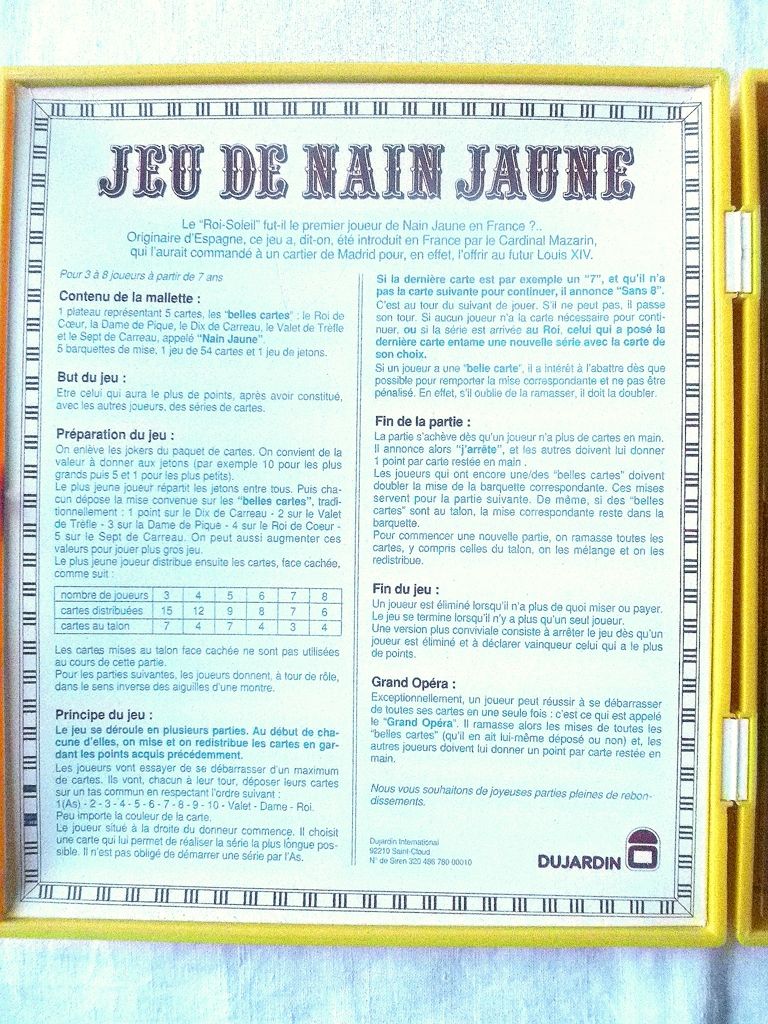 JEU DE NAIN JAUNE
Le "Roi-Soleil" fut-il le premier joueur de Nain Jaune en France ?..
Originaire d'Espagne, ce jeu a, dit-on, été introduit en France par le Cardinal Mazarin,
qui l'aurait commandé à un cartier de Madrid pour, en effet, l'offrir au futur Louis XIV.
Pour 3 à 8 joueurs à partir de 7 ans
Contenu de la mallette :
1 plateau représentant 5 cartes, les "belles cartes" : le Roi de
Cœur, la Dame de Pique, le Dix de Carreau, le Valet de Trèfle
et le Sept de Carreau, appelé "Nain Jaune".
5 barquettes de mise, 1 jeu de 54 cartes et 1 jeu de jetons.
But du jeu :
Etre celui qui aura le plus de points, après avoir constitué,
avec les autres joueurs, des séries de cartes.
Préparation du jeu :
On enlève les jokers du paquet de cartes. On convient de la
valeur à donner aux jetons (par exemple 10 pour les plus
grands puis 5 et 1 pour les plus petits).
Le plus jeune joueur répartit les jetons entre tous. Puis cha-
cun dépose la mise convenue sur les "belles cartes", tradi-
tionnellement : 1 point sur le Dix de Carreau - 2 sur le Valet
de Trèfle - 3 sur la Dame de Pique - 4 sur le Roi de Coeur -
5 sur le Sept de Carreau. On peut aussi augmenter ces
valeurs pour jouer plus gros jeu.
Le plus jeune joueur distribue ensuite les cartes, face cachée,
comme suit :
nombre de joueurs 3 4 5 6 7 8
cartes distribuées 15 12 9 8 7 6
cartes au talon 7 4 7 4 3 4
Les cartes mises au talon face cachée ne sont pas utilisées
au cours de cette partie.
Pour les parties suivantes, les joueurs donnent, à tour de rôle,
dans le sens inverse des aiguilles d'une montre.
Principe du jeu :
Le jeu se déroule en plusieurs parties. Au début de cha-
cune d'elles, on mise et on redistribue les cartes en gar-
dant les points acquis précédemment.
Les joueurs vont essayer de se débarrasser d'un maximum
de cartes. Ils vont, chacun à leur tour, déposer leurs cartes
sur un tas commun en respectant l'ordre suivant :
1(As) - 2 - 3 - 4 - 5 - 6 - 7 - 8 - 9 - 10 - Valet - Dame - Roi.
Peu importe la couleur de la carte.
Le joueur situé à la droite du donneur commence. Il choisit
une carte qui lui permet de réaliser la série la plus longue pos-
sible. Il n'est pas obligé de démarrer une série par l'As.
Si la dernière carte est par exemple un "7", et qu'il n'a
pas la carte suivante pour continuer, il annonce "Sans 8".
C'est au tour du suivant de jouer. S'il ne peut pas, il passe
son tour. Si aucun joueur n'a la carte nécessaire pour conti-
nuer, ou si la série est arrivée au Roi, celui qui a posé la
dernière carte entame une nouvelle série avec la carte de
son choix.
Si un joueur a une "belle carte", il a intérêt à l'abattre dès que
possible pour remporter la mise correspondante et ne pas être
pénalisé. En effet, s'il oublie de la ramasser, il doit la doubler.
Fin de la partie :
La partie s'achève dès qu'un joueur n'a plus de cartes en main.
Il annonce alors "j'arrête", et les autres doivent lui donner
1 point par carte restée en main .
Les joueurs qui ont encore une/des "belles cartes" doivent
doubler la mise de la barquette correspondante. Ces mises
servent pour la partie suivante. De même, si des "belles
cartes" sont au talon, la mise correspondante reste dans la
barquette.
Pour commencer une nouvelle partie, on ramasse toutes les
cartes, y compris celles du talon, on les mélange et on les
redistribue.
Fin du jeu :
Un joueur est éliminé lorsqu'il n'a plus de quoi miser ou payer.
Le jeu se termine lorsqu'il n'y a plus qu'un seul joueur.
Une version plus conviviale consiste à arrêter le jeu dès qu'un
joueur est éliminé et à déclarer vainqueur celui qui a le plus
de points.
Grand Opéra :
Exceptionnellement, un joueur peut réussir à se débarrasser
de toutes ses cartes en une seule fois : c'est ce qui est appelé
le "Grand Opéra". Il ramasse alors les mises de toutes les
"belles cartes" (qu'il en ait lui-même déposé ou non) et, les
autres joueurs doivent lui donner un point par carte restée en
main.
Nous vous souhaitons de joyeuses parties pleines de rebon-
dissements.
Dujardin International
92210 Saint-Cloud
N° de Siren 320 486 780 00010
DUJARDIN